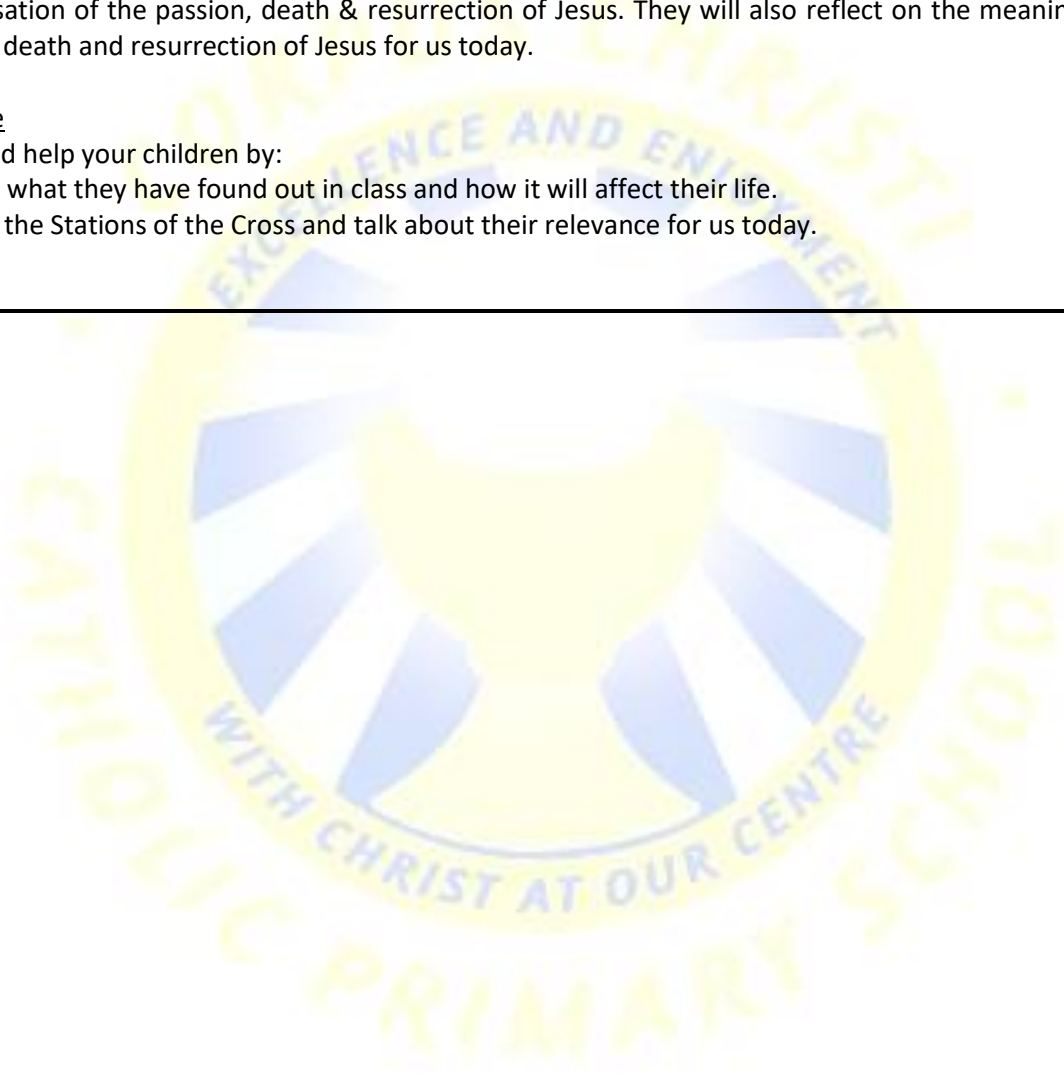 sation of the passion, death & resurrection of Jesus. They will also reflect on the meanin
death and resurrection of Jesus for us today.
e
d help your children by:
what they have found out in class and how it will affect their life.
the Stations of the Cross and talk about their relevance for us today.
CORPUS CHRISTI
EXCELLENCE AND ENJOYMENT
WITH CHRIST AT OUR CENTRE
CATHOLIC PRIMARY SCHOOL